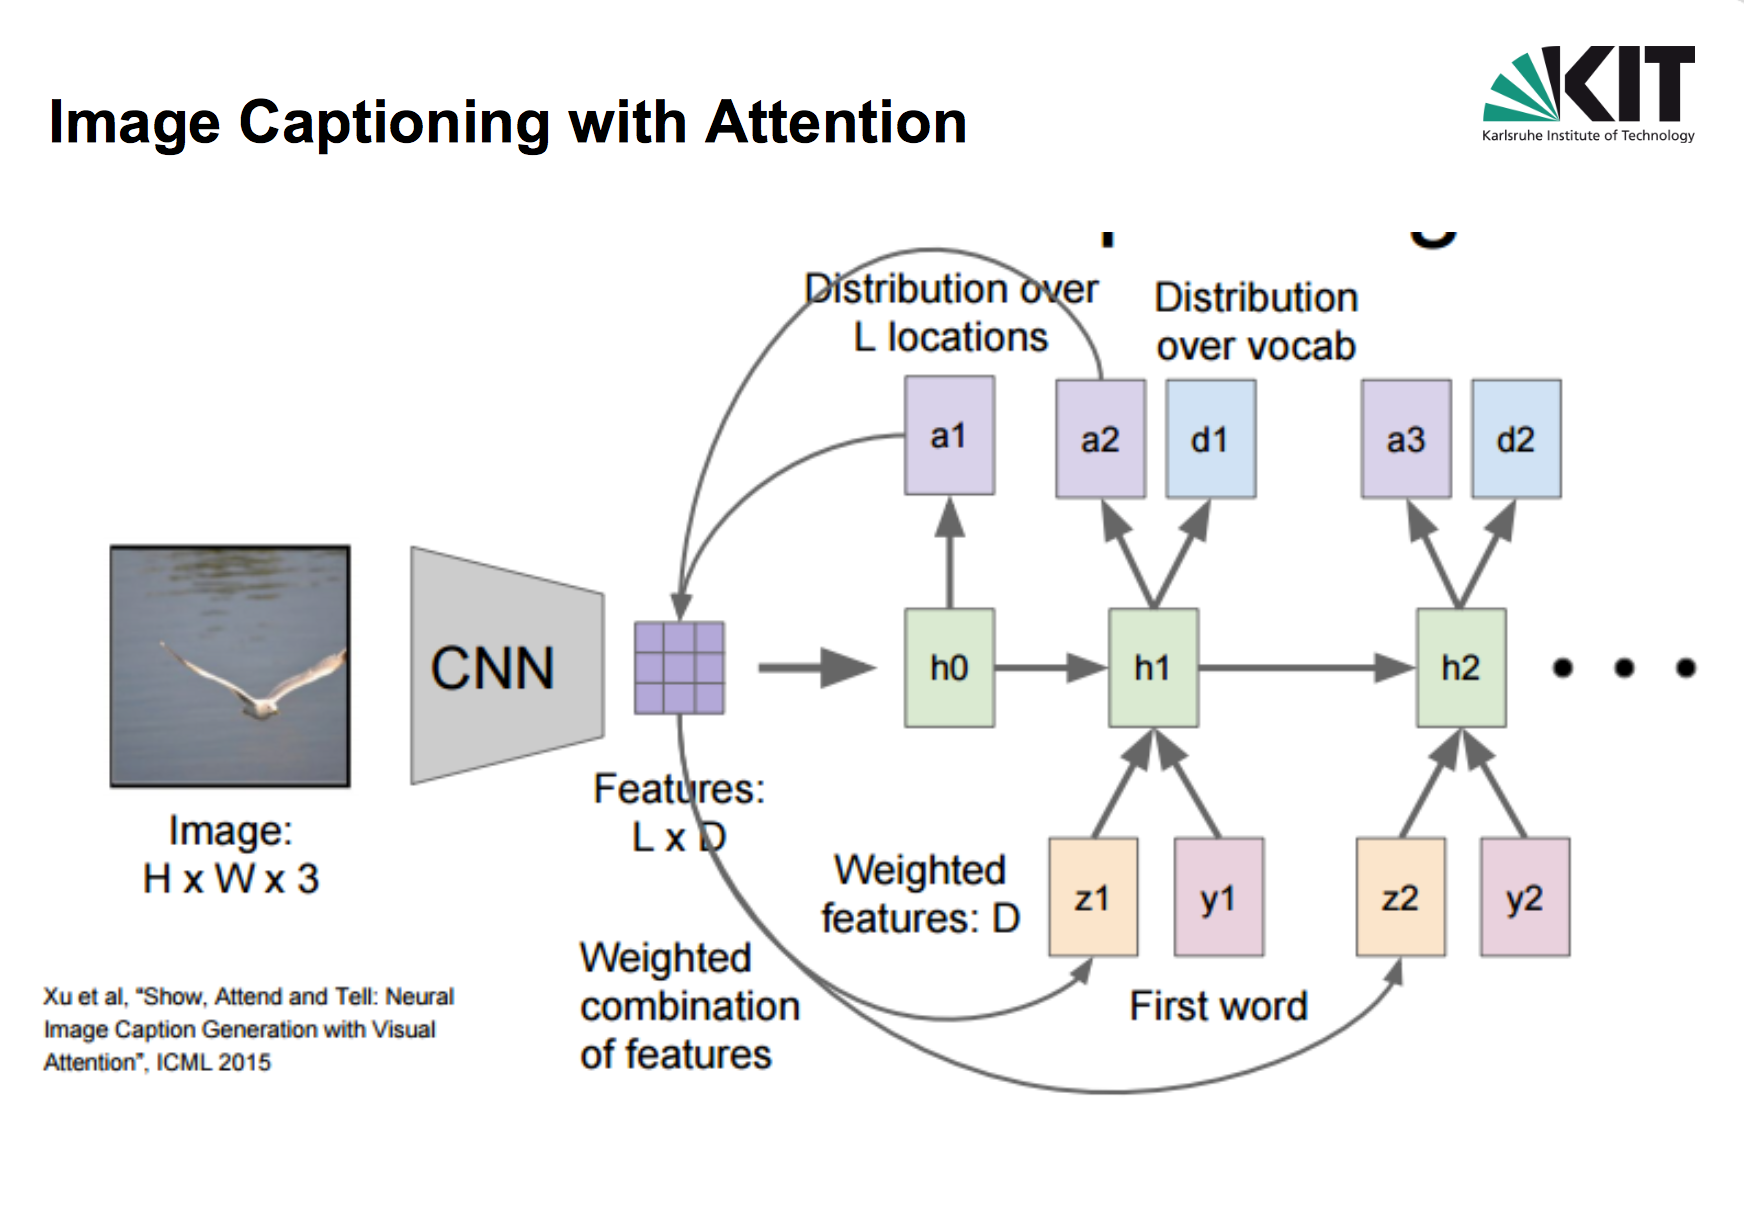 KIT
Karlsruhe Institute of Technology
Image Captioning with Attention
Distribution over
L locations
Distribution
over vocab
a1
a2
d1
a3
d2
CNN
h0
h1
h2
Features:
L x D
Image:
H x W x 3
Weighted
features: D
z1
y1
z2
y2
Weighted
combination
of features
First word
Xu et al, “Show, Attend and Tell: Neural
Image Caption Generation with Visual
Attention”, ICML 2015